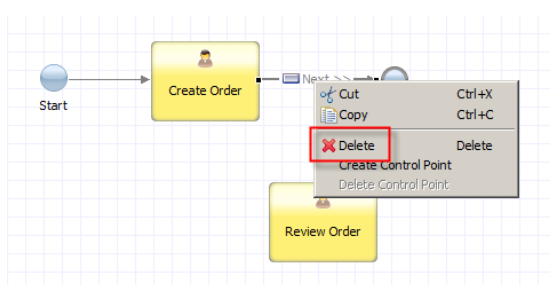 Create Order
Next >>
Start
Cut Ctrl+X
Copy Ctrl+C
Delete Delete
Create Control Point
Delete Control Point
Review Order